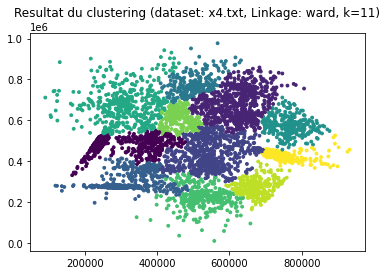 Resultat du clustering (dataset: x4.txt, Linkage: ward, k=11)
1e6
1.0
0.8
0.6
0.4
0.2
0.0
200000 400000 600000 800000